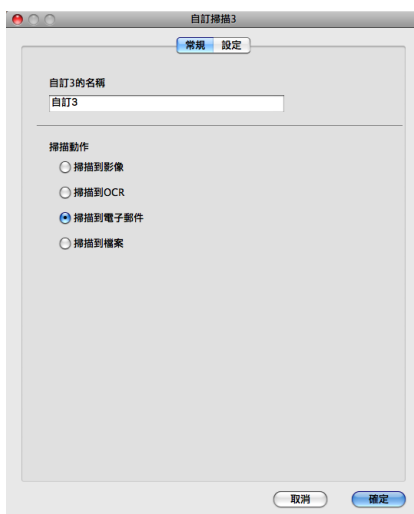 自訂掃描3
常規 設定
自訂3的名稱
自訂3
掃描動作
掃描到影像
掃描到OCR
掃描到電子郵件
掃描到檔案
取消 確定